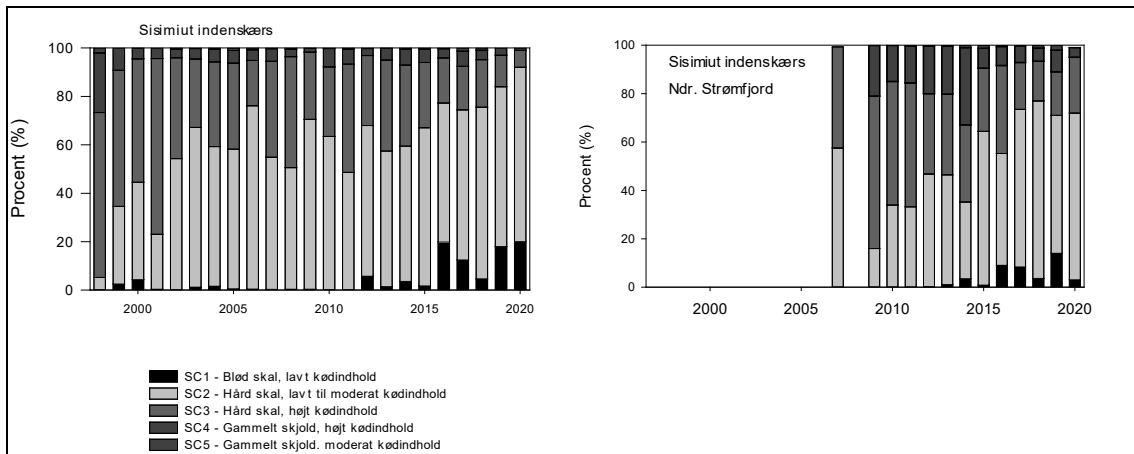 Sisimiut indenskærs
Procent (%)
100
80
60
40
20
0
2000 2005 2010 2015 2020
Sisimiut indenskærs
Ndr. Strømfjord
Procent (%)
100
80
60
40
20
0
2000 2005 2010 2015 2020
SC1 - Blød skal, lavt kødindhold
SC2 - Hård skal, lavt til moderat kødindhold
SC3 - Hård skal, højt kødindhold
SC4 - Gammelt skjold, højt kødindhold
SC5 - Gammelt skjold. moderat kødindhold